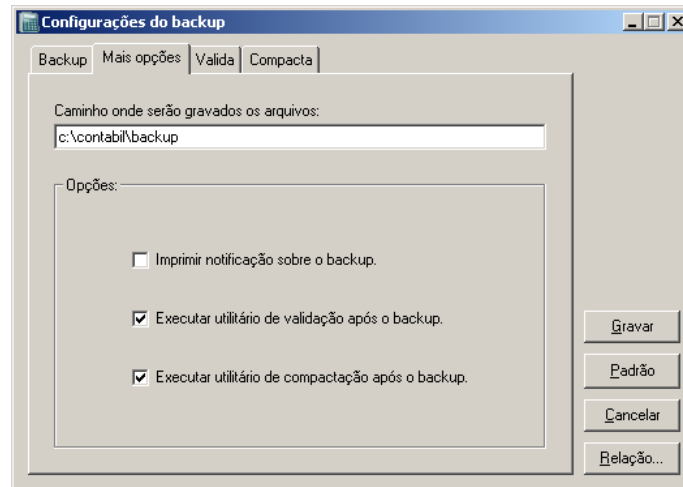 Configurações do backup
Backup Mais opções Valida Compacta
Caminho onde serão gravados os arquivos:
c:\contabil\backup
Opções:
Imprimir notificação sobre o backup.
Executar utilitário de validação após o backup.
Executar utilitário de compactação após o backup.
Gravar
Padrão
Cancelar
Relação...